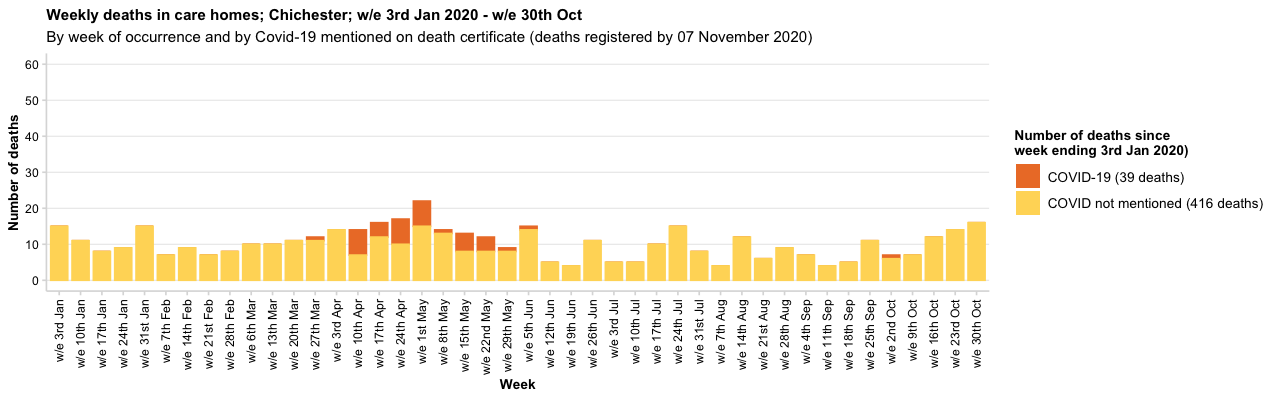 Weekly deaths in care homes; Chichester; w/e 3rd Jan 2020 - w/e 30th Oct
By week of occurrence and by Covid-19 mentioned on death certificate (deaths registered by 07 November 2020)
Number of deaths
60
50
40
30
20
10
0
w/e 3rd Jan
w/e 10th Jan
w/e 17th Jan
w/e 24th Jan
w/e 31st Jan
w/e 7th Feb
w/e 14th Feb
w/e 21st Feb
w/e 28th Feb
w/e 6th Mar
w/e 13th Mar
w/e 20th Mar
w/e 27th Mar
w/e 3rd Apr
w/e 10th Apr
w/e 17th Apr
w/e 24th Apr
w/e 1st May
w/e 8th May
w/e 15th May
w/e 22nd May
w/e 29th May
w/e 5th Jun
w/e 12th Jun
w/e 19th Jun
w/e 26th Jun
w/e 3rd Jul
w/e 10th Jul
w/e 17th Jul
w/e 24th Jul
w/e 31st Jul
w/e 7th Aug
w/e 14th Aug
w/e 21st Aug
w/e 28th Aug
w/e 4th Sep
w/e 11th Sep
w/e 18th Sep
w/e 25th Sep
w/e 2nd Oct
w/e 9th Oct
w/e 16th Oct
w/e 23rd Oct
w/e 30th Oct
Week
Number of deaths since
week ending 3rd Jan 2020)
COVID-19 (39 deaths)
COVID not mentioned (416 deaths)